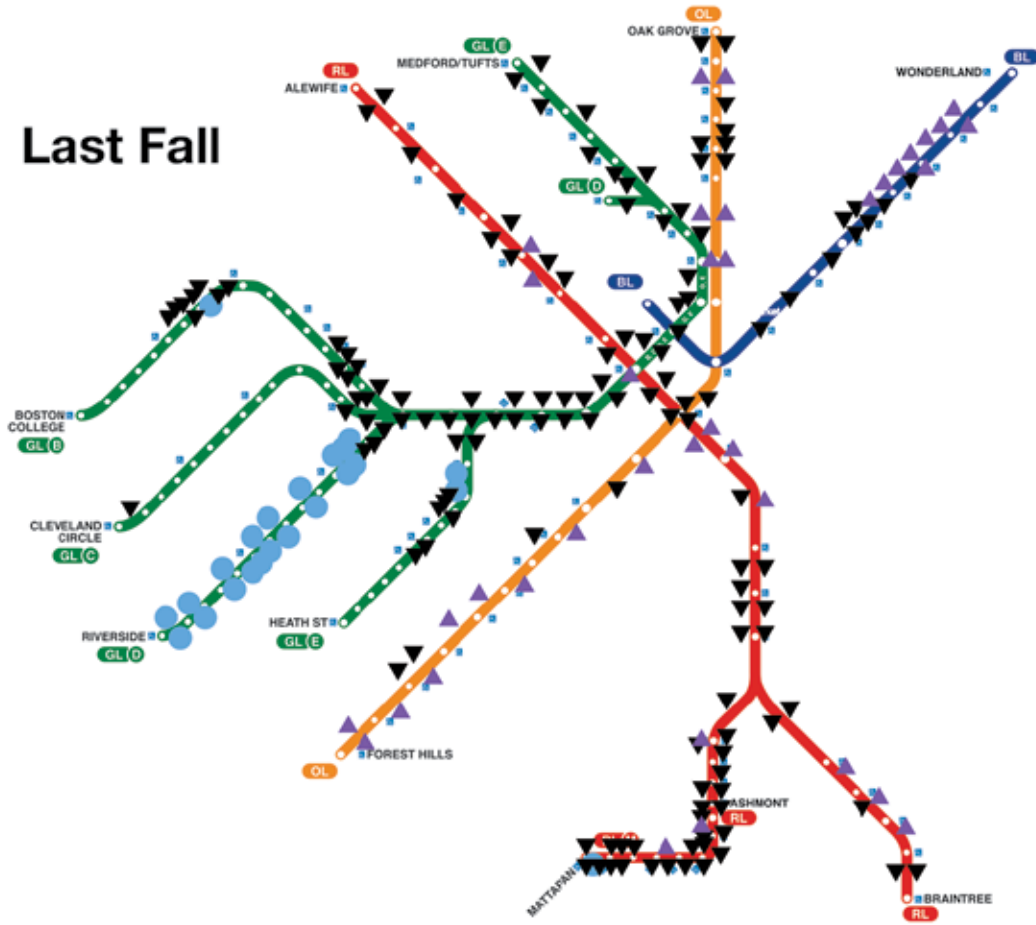 OL
OAK GROVE
GL E
MEDFORD/TUFTS
BL
WONDERLAND
RL
ALEWIFE
Last Fall
GL D
BL
BOSTON
COLLEGE
GL B
CLEVELAND
CIRCLE
GL C
RIVERSIDE
GL D
HEATH ST
GL E
FOREST HILLS
OL
ASHMONT
RL
MATTAPAN
BRAINTREE
RL